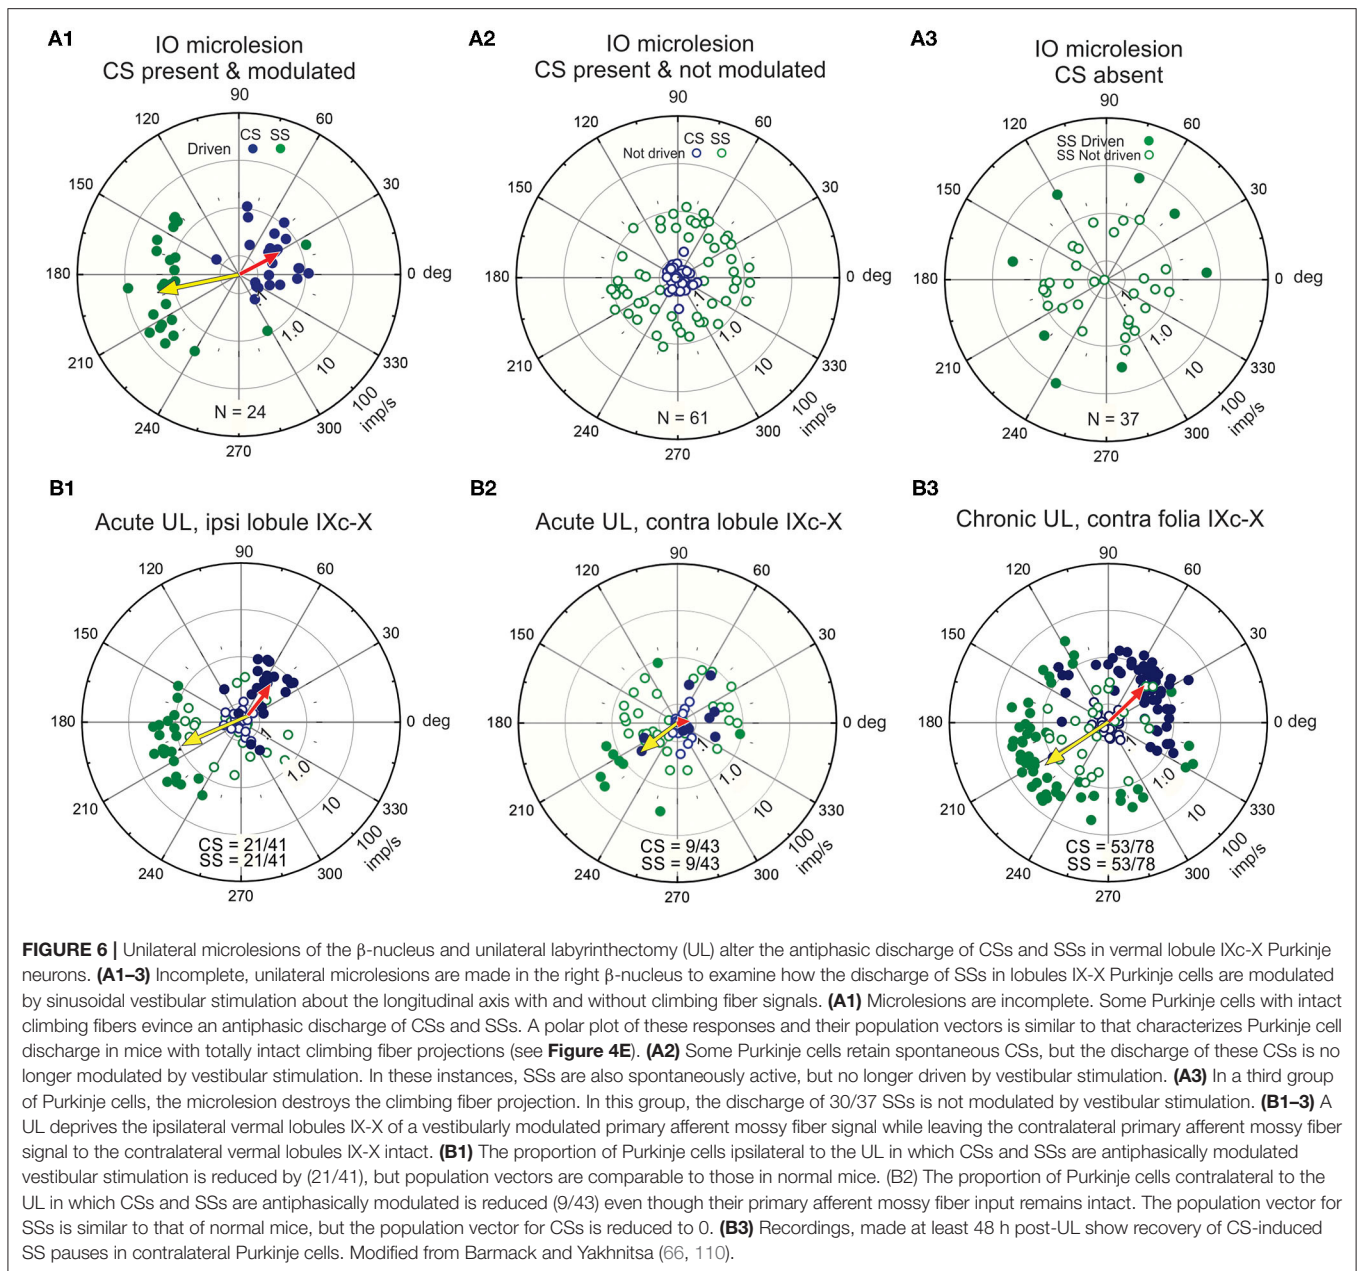 A1
IO microlesion
CS present & modulated
90
120
60
CS SS
Driven
150
30
180
0 deg
.1
1.0
10
100
imp/s
210
330
N = 24
240
300
270
A2
IO microlesion
CS present & not modulated
90
120
60
CS SS
Not driven
150
30
180
0 deg
.1
1.0
10
100
imp/s
210
330
N = 61
240
300
270
A3
IO microlesion
CS absent
90
120
60
SS Driven
SS Not driven
150
30
180
0 deg
.1
1.0
10
100
imp/s
210
330
N = 37
240
300
270
B1
Acute UL, ipsi lobule IXc-X
90
120
60
150
30
180
0 deg
.1
1.0
10
100
imp/s
210
330
CS = 21/41
SS = 21/41
240
300
270
B2
Acute UL, contra lobule IXc-X
90
120
60
150
30
180
0 deg
.1
1.0
10
100
imp/s
210
330
CS = 9/43
SS = 9/43
240
300
270
B3
Chronic UL, contra folia IXc-X
90
120
60
150
30
180
0 deg
.1
1.0
10
100
imp/s
210
330
CS = 53/78
SS = 53/78
240
300
270
FIGURE 6 | Unilateral microlesions of the β-nucleus and unilateral labyrinthectomy (UL) alter the antiphasic discharge of CSs and SSs in vermal lobule IXc-X Purkinje
neurons. (A1–3) Incomplete, unilateral microlesions are made in the right β-nucleus to examine how the discharge of SSs in lobules IX-X Purkinje cells are modulated
by sinusoidal vestibular stimulation about the longitudinal axis with and without climbing fiber signals. (A1) Microlesions are incomplete. Some Purkinje cells with intact
climbing fibers evince an antiphasic discharge of CSs and SSs. A polar plot of these responses and their population vectors is similar to that characterizes Purkinje cell
discharge in mice with totally intact climbing fiber projections (see Figure 4E). (A2) Some Purkinje cells retain spontaneous CSs, but the discharge of these CSs is no
longer modulated by vestibular stimulation. In these instances, SSs are also spontaneously active, but no longer driven by vestibular stimulation. (A3) In a third group
of Purkinje cells, the microlesion destroys the climbing fiber projection. In this group, the discharge of 30/37 SSs is not modulated by vestibular stimulation. (B1–3) A
UL deprives the ipsilateral vermal lobules IX-X of a vestibularly modulated primary afferent mossy fiber signal while leaving the contralateral primary afferent mossy fiber
signal to the contralateral vermal lobules IX-X intact. (B1) The proportion of Purkinje cells ipsilateral to the UL in which CSs and SSs are antiphasically modulated
vestibular stimulation is reduced by (21/41), but population vectors are comparable to those in normal mice. (B2) The proportion of Purkinje cells contralateral to the
UL in which CSs and SSs are antiphasically modulated is reduced (9/43) even though their primary afferent mossy fiber input remains intact. The population vector for
SSs is similar to that of normal mice, but the population vector for CSs is reduced to 0. (B3) Recordings, made at least 48 h post-UL show recovery of CS-induced
SS pauses in contralateral Purkinje cells. Modified from Barmack and Yakhnitsa (66, 110).